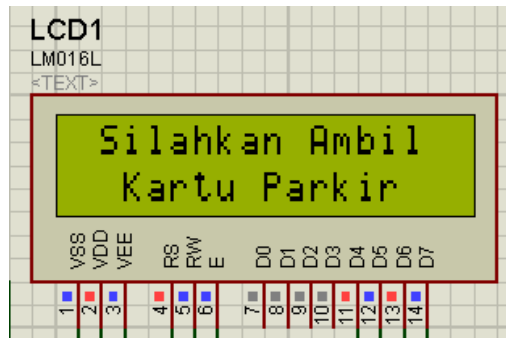 LCD1
LM016L
<TEXT>
Silahkan Ambil
Kartu Parkir
VSS VDD VEE RS RW E D0 D1 D2 D3 D4 D5 D6 D7
1 2 3 4 5 6 7 8 9 10 11 12 13 14